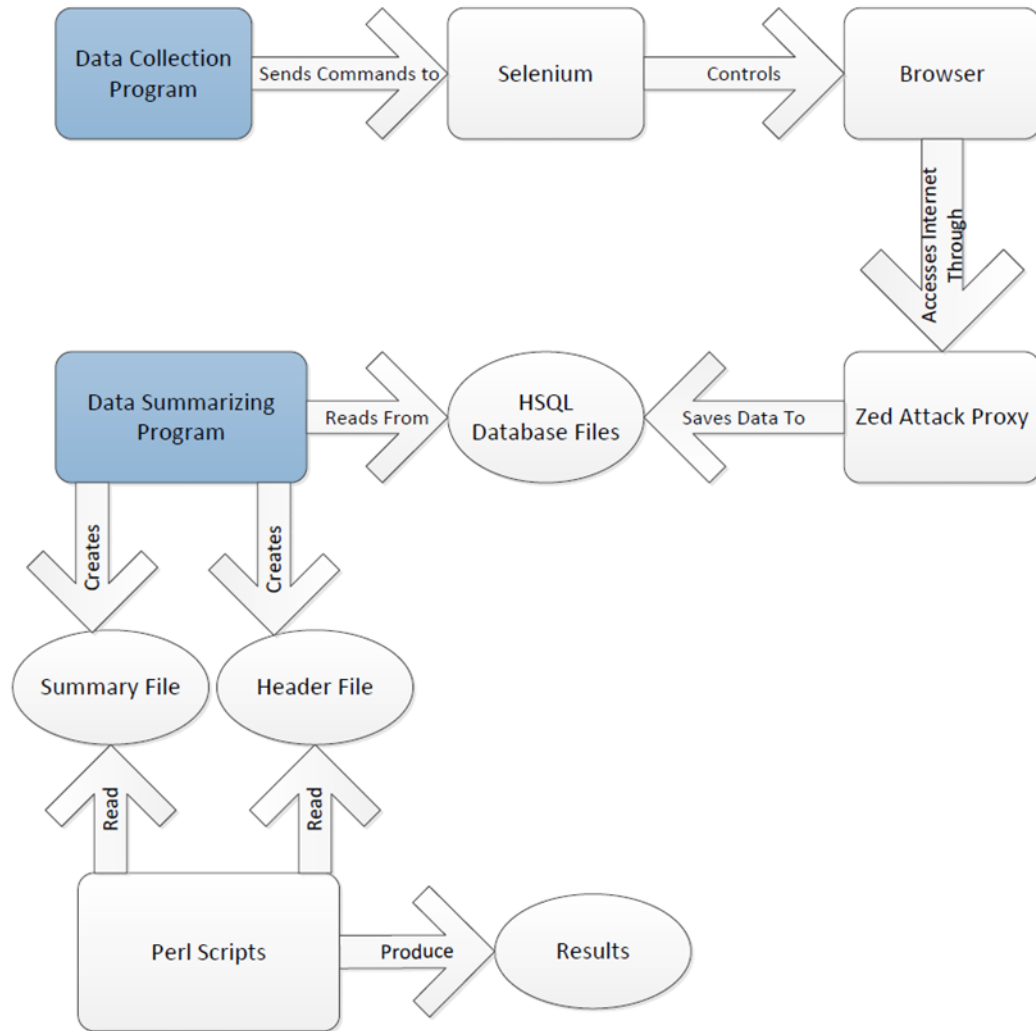 Data Collection
Program
Sends Commands to
Selenium
Controls
Browser
Accesses Internet
Through
Data Summarizing
Program
Reads From
HSQL
Database Files
Saves Data To
Zed Attack Proxy
Creates
Creates
Summary File
Header File
Read
Read
Perl Scripts
Produce
Results